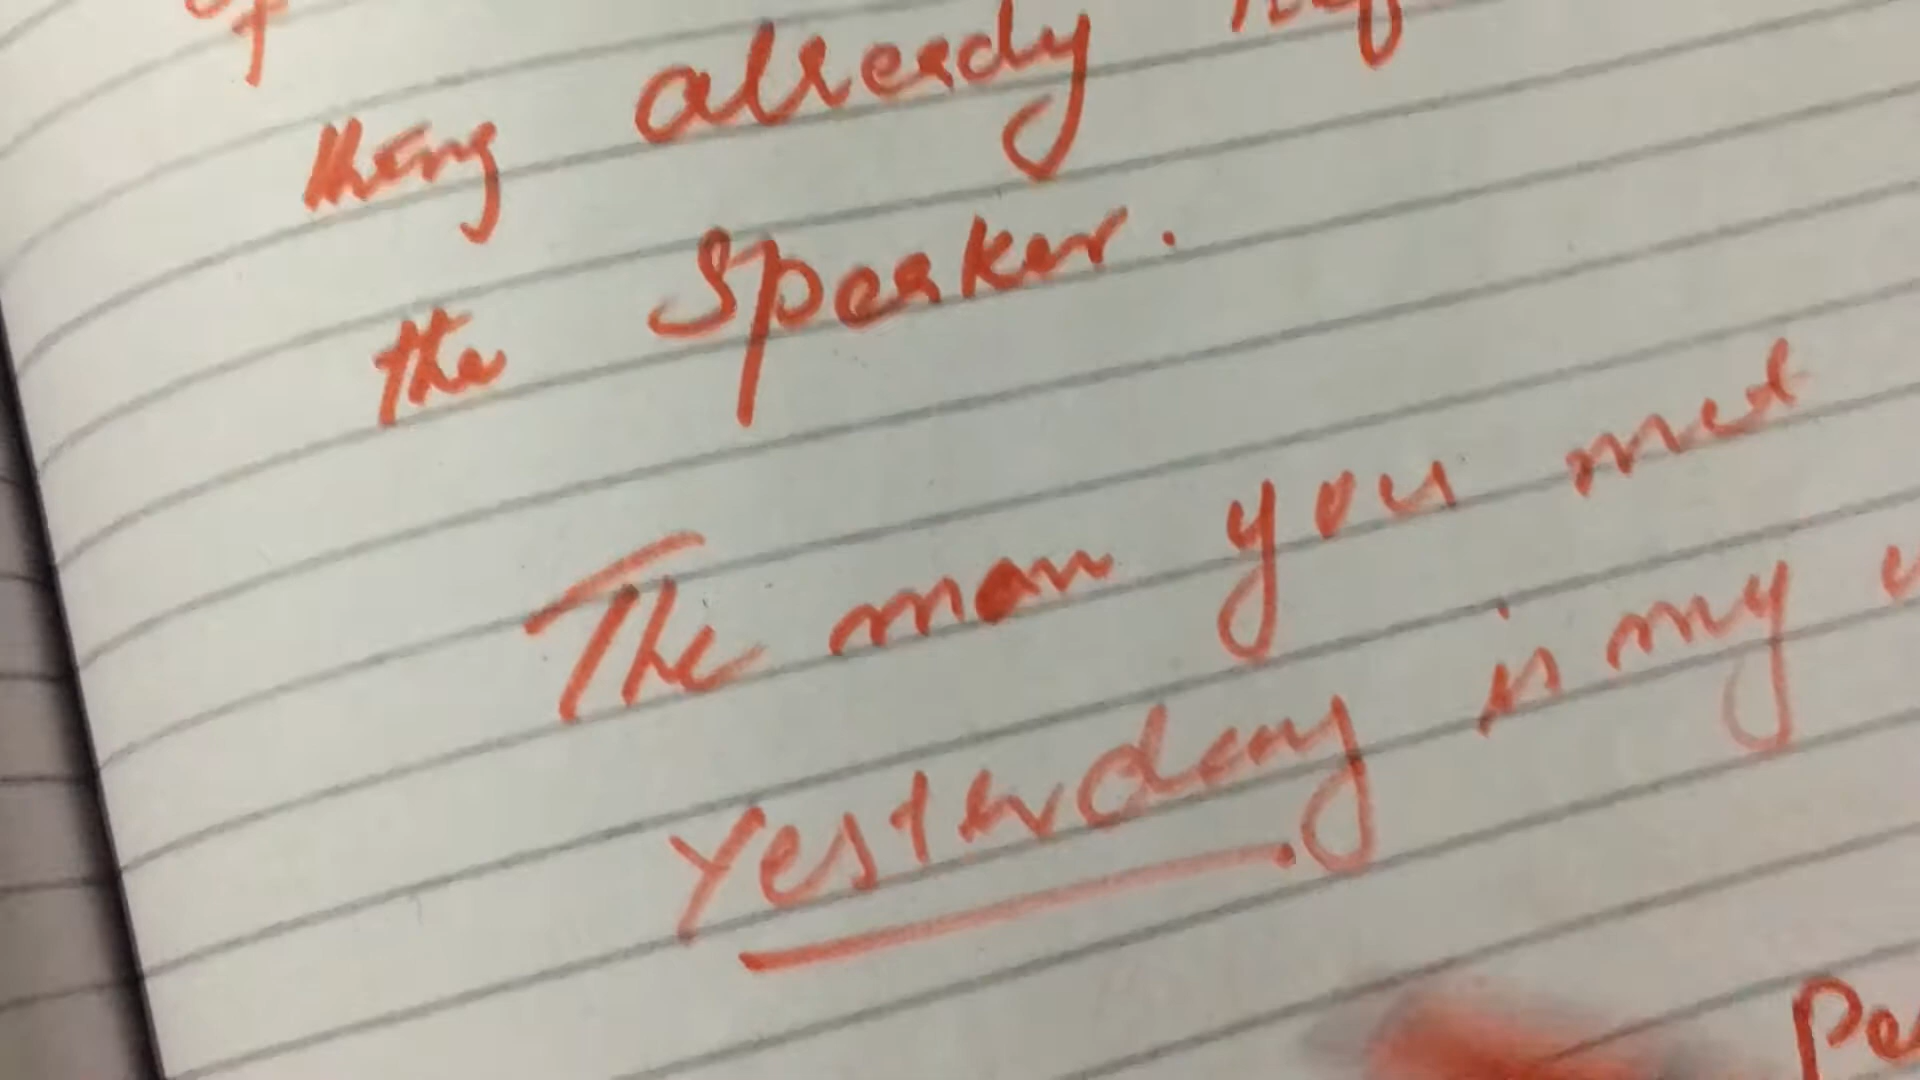 thing already
the speaker.
The man you met
yesterday is my